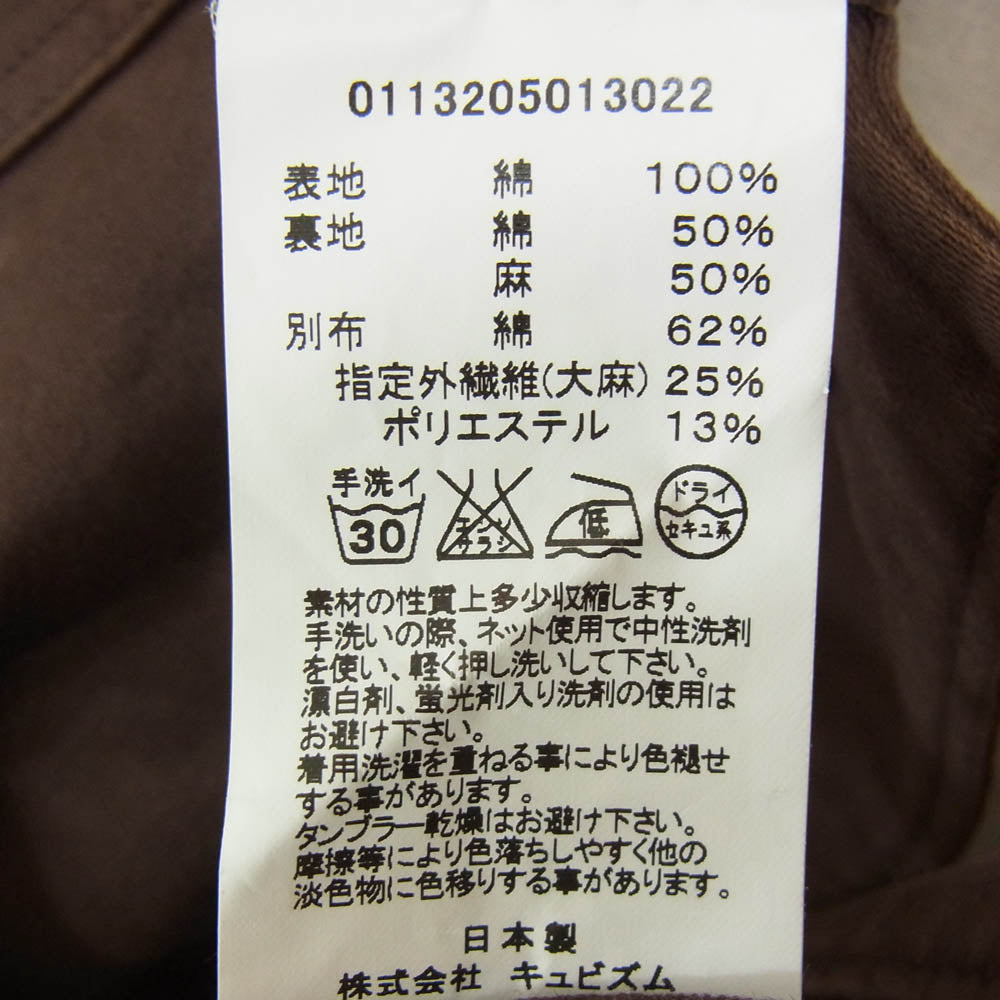 0113205013022
表地 綿 100%
裏地 綿 50%
麻 50%
別布 綿 62%
指定外繊維(大麻) 25%
ポリエステル 13%
手洗イ
30
エンソ
サラシ
低
ドライ
セキユ系
素材の性質上多少収縮します。
手洗いの際、ネット使用で中性洗剤
を使い、軽く押し洗いして下さい。
漂白剤、蛍光剤入り洗剤の使用は
お避け下さい。
着用洗濯を重ねる事により色褪せ
する事があります。
タンブラー乾燥はお避け下さい。
摩擦等により色落ちしやすく他の
淡色物に色移りする事があります。
日本製
株式会社 キュビズム